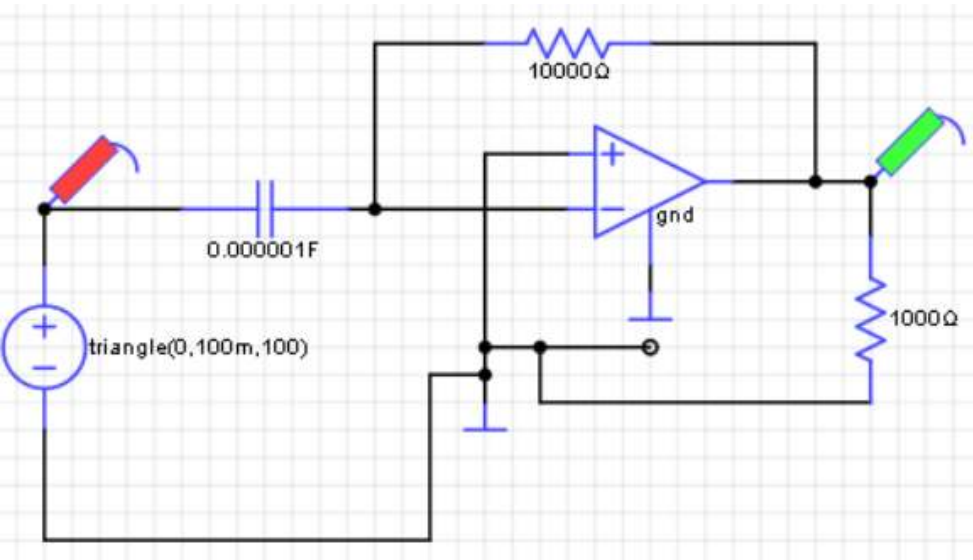 10000Ω
+
−
gnd
0.000001F
+
−
triangle(0,100m,100)
1000Ω